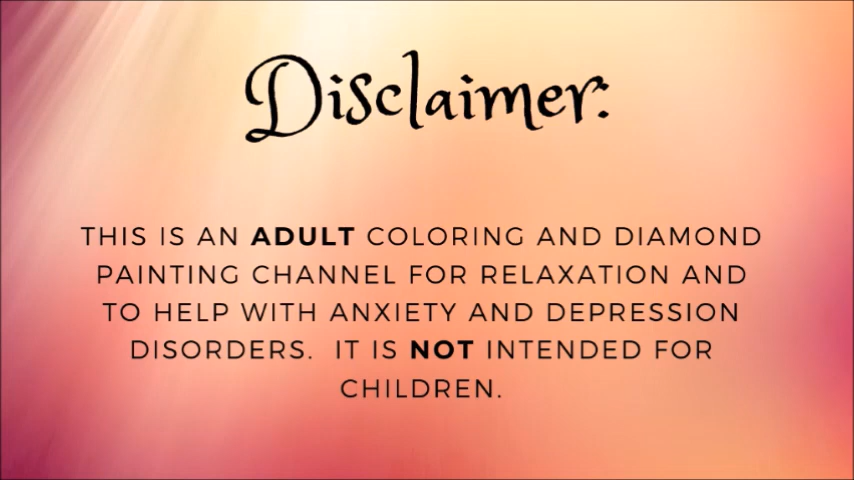 Disclaimer:
THIS IS AN ADULT COLORING AND DIAMOND
PAINTING CHANNEL FOR RELAXATION AND
TO HELP WITH ANXIETY AND DEPRESSION
DISORDERS.  IT IS NOT INTENDED FOR
CHILDREN.